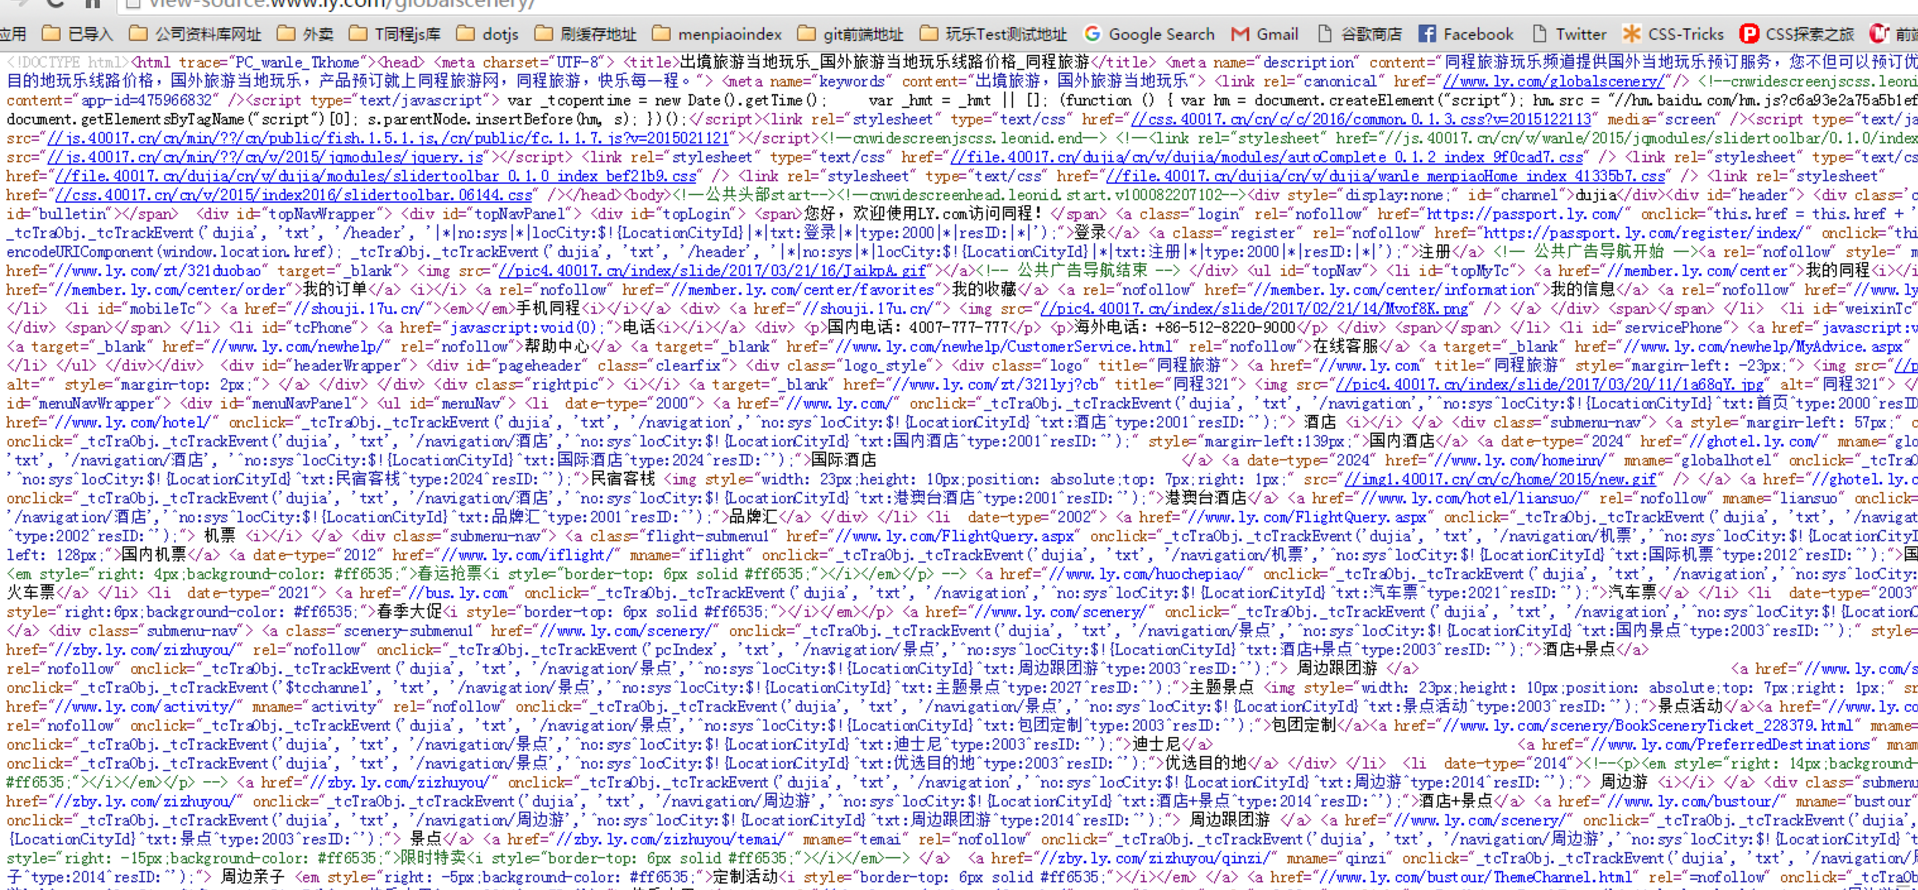 view-source:www.ly.com/globalscenery/
应用 已导入 公司资料库网址 外卖 T同程js库 dotjs 刷缓存地址 menpiaoindex git前端地址 玩乐Test测试地址 Google Search Gmail 谷歌商店 Facebook Twitter CSS-Tricks CSS探索之旅
<!DOCTYPE html><html trace="PC_wanle_Tkhome"><head> <meta charset="UTF-8"> <title>出境旅游当地玩乐_国外旅游当地玩乐线路价格_同程旅游</title> <meta name="description" content="同程旅游玩乐频道提供国外当地玩乐预订服务，您不但可以预订优
目的地玩乐线路价格，国外旅游当地玩乐，产品预订就上同程旅游网，同程旅游，快乐每一程。"> <meta name="keywords" content="出境旅游，国外旅游当地玩乐"> <link rel="canonical" href="//www.ly.com/globalscenery/"/> <!--cnwidescreenjscss.leoni
content="app-id=475966832" /><script type="text/javascript"> var _tcopentime = new Date().getTime(); var _hmt = _hmt || []; (function () { var hm = document.createElement("script"); hm.src = "//hm.baidu.com/hm.js?c6a93e2a75a5b1ef
document.getElementsByTagName("script")[0]; s.parentNode.insertBefore(hm, s); })();</script><link rel="stylesheet" type="text/css" href="//css.40017.cn/cn/c/c/2016/common.0.1.3.css?v=2015122113" media="screen" /><script typ
src="//js.40017.cn/cn/min/??/cn/public/fish.1.5.1.js,/cn/public/fc.1.1.7.js?v=2015021121"></script><!--cnwidescreenjscss.leonid.end--> <!--<link rel="stylesheet" href="//js.40017.cn/cn/v/wanle/2015/jqmodules/slidertoolbar/0.1.0/index
src="//js.40017.cn/cn/min/??/cn/v/2015/jqmodules/jquery.js"></script> <link rel="stylesheet" type="text/css" href="//file.40017.cn/dujia/cn/v/dujia/modules/autoComplete_0.1.2_index_9f0cad7.css" /> <link rel="stylesheet" type="text/cs
href="//file.40017.cn/dujia/cn/v/dujia/modules/slidertoolbar_0.1.0_index_bef21b9.css" /> <link rel="stylesheet" type="text/css" href="//file.40017.cn/dujia/cn/v/dujia/wanle_menpiaoHome_index_41335b7.css" /> <link rel="stylesheet"
href="//css.40017.cn/cn/v/2015/index2016/slidertoolbar.06144.css" /></head><body><!--公共头部start--><!--cnwidescreenhead.leonid.start.v100082207102--><div style="display:none;" id="channel">dujia</div><div id="header"> <div class='c
id="bulletin"></span> <div id="topNavWrapper"> <div id="topNavPanel"> <div id="topLogin"> <span>您好，欢迎使用LY.com访问同程！</span> <a class="login" rel="nofollow" href="https://passport.ly.com/" onclick="this.href = this.href + '
_tcTraObj._tcTrackEvent('dujia', 'txt', '/header', '|*|no:sys|*|locCity:$!{LocationCityId}|*|txt:登录|*|type:2000|*|resID:|*|');">登录</a> <a class="register" rel="nofollow" href="https://passport.ly.com/register/index/" onclick="thi
encodeURIComponent(window.location.href); _tcTraObj._tcTrackEvent('dujia', 'txt', '/header', '|*|no:sys|*|locCity:$!{LocationCityId}|*|txt:注册|*|type:2000|*|resID:|*|');">注册</a> <!-- 公共广告导航开始 --><a rel="nofollow" style=" m
href="//www.ly.com/zt/321duobao" target="_blank"> <img src="//pic4.40017.cn/index/slide/2017/03/21/16/JaikpA.gif"></a><!-- 公共广告导航结束 --> </div> <ul id="topNav"> <li id="topMyTc"> <a href="//member.ly.com/center">我的同程<i></i
href="//member.ly.com/center/order">我的订单</a> <i></i> <a rel="nofollow" href="//member.ly.com/center/favorites">我的收藏</a> <a rel="nofollow" href="//member.ly.com/center/information">我的信息</a> <a rel="nofollow" href="//www.ly
</li> <li id="mobileTc"> <a href="//shouji.17u.cn/"><em></em>手机同程<i></i></a> <div> <a href="//shouji.17u.cn/"> <img src="//pic4.40017.cn/index/slide/2017/02/21/14/Mvof8K.png" /> </a> </div> <span></span> </li> <li id="weixinTc"
</div> <span></span> </li> <li id="tcPhone"> <a href="javascript:void(0);">电话<i></i></a> <div> <p>国内电话：4007-777-777</p> <p>海外电话：+86-512-8220-9000</p> </div> <span></span> </li> <li id="servicePhone"> <a href="javascript:v
<a target="_blank" href="//www.ly.com/newhelp/" rel="nofollow">帮助中心</a> <a target="_blank" href="//www.ly.com/newhelp/CustomerService.html" rel="nofollow">在线客服</a> <a target="_blank" href="//www.ly.com/newhelp/MyAdvice.aspx"
</li> </ul> </div></div> <div id="headerWrapper"> <div id="pageheader" class="clearfix"> <div class="logo_style"> <div class="logo" title="同程旅游"> <a href="//www.ly.com" title="同程旅游" style="margin-left: -23px;"> <img src="//p
alt="" style="margin-top: 2px;"> </a> </div> </div> <div class="rightpic"> <i></i> <a target="_blank" href="//www.ly.com/zt/321lyj?cb" title="同程321"> <img src="//pic4.40017.cn/index/slide/2017/03/20/11/1a68qY.jpg" alt="同程321"> </
id="menuNavWrapper"> <div id="menuNavPanel"> <ul id="menuNav"> <li date-type="2000"> <a href="//www.ly.com/" onclick="_tcTraObj._tcTrackEvent('dujia', 'txt', '/navigation','^no:sys^locCity:$!{LocationCityId}^txt:首页^type:2000^resID
href="//www.ly.com/hotel/" onclick="_tcTraObj._tcTrackEvent('dujia', 'txt', '/navigation','^no:sys^locCity:$!{LocationCityId}^txt:酒店^type:2001^resID:^');"> 酒店 <i></i> </a> <div class="submenu-nav"> <a style="margin-left: 57px;" c
onclick="_tcTraObj._tcTrackEvent('dujia', 'txt', '/navigation/酒店','^no:sys^locCity:$!{LocationCityId}^txt:国内酒店^type:2001^resID:^');" style="margin-left:139px;">国内酒店</a> <a date-type="2024" href="//ghotel.ly.com/" mname="glo
'txt', '/navigation/酒店', '^no:sys^locCity:$!{LocationCityId}^txt:国际酒店^type:2024^resID:^');">国际酒店 </a> <a date-type="2024" href="//www.ly.com/homeinn/" mname="globalhotel" onclick="_tcTraO
'^no:sys^locCity:$!{LocationCityId}^txt:民宿客栈^type:2024^resID:^');">民宿客栈 <img style="width: 23px;height: 10px;position: absolute;top: 7px;right: 1px;" src="//img1.40017.cn/cn/c/home/2015/new.gif" /> </a> <a href="//ghotel.ly.c
onclick="_tcTraObj._tcTrackEvent('dujia', 'txt', '/navigation/酒店','^no:sys^locCity:$!{LocationCityId}^txt:港澳台酒店^type:2001^resID:^');">港澳台酒店</a> <a href="//www.ly.com/hotel/liansuo/" rel="nofollow" mname="liansuo" onclick="
'/navigation/酒店','^no:sys^locCity:$!{LocationCityId}^txt:品牌汇^type:2001^resID:^');">品牌汇</a> </div> </li> <li date-type="2002"> <a href="//www.ly.com/FlightQuery.aspx" onclick="_tcTraObj._tcTrackEvent('dujia', 'txt', '/naviga
^type:2002^resID:^');"> 机票 <i></i> </a> <div class="submenu-nav"> <a class="flight-submenu1" href="//www.ly.com/FlightQuery.aspx" onclick="_tcTraObj._tcTrackEvent('dujia', 'txt', '/navigation/机票','^no:sys^locCity:$!{LocationCity
left: 128px;">国内机票</a> <a date-type="2012" href="//www.ly.com/iflight/" mname="iflight" onclick="_tcTraObj._tcTrackEvent('dujia', 'txt', '/navigation/机票','^no:sys^locCity:$!{LocationCityId}^txt:国际机票^type:2012^resID:^');">国
<em style="right: 4px;background-color: #ff6535;">春运抢票<i style="border-top: 6px solid #ff6535;"></i></em></p> --> <a href="//www.ly.com/huochepiao/" onclick="_tcTraObj._tcTrackEvent('dujia', 'txt', '/navigation','^no:sys^locCity:
火车票</a> </li> <li date-type="2021"> <a href="//bus.ly.com" onclick="_tcTraObj._tcTrackEvent('dujia', 'txt', '/navigation','^no:sys^locCity:$!{LocationCityId}^txt:汽车票^type:2021^resID:^');">汽车票</a> </li> <li date-type="2003"
style="right:6px;background-color: #ff6535;">春季大促<i style="border-top: 6px solid #ff6535;"></i></em></p> <a href="//www.ly.com/scenery/" onclick="_tcTraObj._tcTrackEvent('dujia', 'txt', '/navigation','^no:sys^locCity:$!{Location
</a> <div class="submenu-nav"> <a class="scenery-submenu1" href="//www.ly.com/scenery/" onclick="_tcTraObj._tcTrackEvent('dujia', 'txt', '/navigation/景点','^no:sys^locCity:$!{LocationCityId}^txt:国内景点^type:2003^resID:^');" style=
href="//zby.ly.com/zizhuyou/" rel="nofollow" onclick="_tcTraObj._tcTrackEvent('pcIndex', 'txt', '/navigation/景点','^no:sys^locCity:$!{LocationCityId}^txt:酒店+景点^type:2003^resID:^');">酒店+景点</a>
rel="nofollow" onclick="_tcTraObj._tcTrackEvent('dujia', 'txt', '/navigation/景点','^no:sys^locCity:$!{LocationCityId}^txt:周边跟团游^type:2003^resID:^');"> 周边跟团游 </a> <a href="//www.ly.com/s
onclick="_tcTraObj._tcTrackEvent('$tcchannel', 'txt', '/navigation/景点','^no:sys^locCity:$!{LocationCityId}^txt:主题景点^type:2027^resID:^');">主题景点 <img style="width: 23px;height: 10px;position: absolute;top: 7px;right: 1px;" sr
href="//www.ly.com/activity/" mname="activity" rel="nofollow" onclick="_tcTraObj._tcTrackEvent('dujia', 'txt', '/navigation/景点','^no:sys^locCity:$!{LocationCityId}^txt:景点活动^type:2003^resID:^');">景点活动</a><a href="//www.ly.co
rel="nofollow" onclick="_tcTraObj._tcTrackEvent('dujia', 'txt', '/navigation/景点','^no:sys^locCity:$!{LocationCityId}^txt:包团定制^type:2003^resID:^');">包团定制</a><a href="//www.ly.com/scenery/BookSceneryTicket_228379.html" mname=
onclick="_tcTraObj._tcTrackEvent('dujia', 'txt', '/navigation/景点','^no:sys^locCity:$!{LocationCityId}^txt:迪士尼^type:2003^resID:^');">迪士尼</a> <a href="//www.ly.com/PreferredDestinations" mnam
onclick="_tcTraObj._tcTrackEvent('dujia', 'txt', '/navigation/景点','^no:sys^locCity:$!{LocationCityId}^txt:优选目的地^type:2003^resID:^');">优选目的地</a> </div> </li> <li date-type="2014"><!--<p><em style="right: 14px;background-
#ff6535;"></i></em></p> --> <a href="//zby.ly.com/zizhuyou/" onclick="_tcTraObj._tcTrackEvent('dujia', 'txt', '/navigation','^no:sys^locCity:$!{LocationCityId}^txt:周边游^type:2014^resID:^');"> 周边游 <i></i> </a> <div class="submenu
href="//zby.ly.com/zizhuyou/" onclick="_tcTraObj._tcTrackEvent('dujia', 'txt', '/navigation/周边游','^no:sys^locCity:$!{LocationCityId}^txt:酒店+景点^type:2014^resID:^');">酒店+景点</a> <a href="//www.ly.com/bustour/" mname="bustour"
onclick="_tcTraObj._tcTrackEvent('dujia', 'txt', '/navigation/周边游','^no:sys^locCity:$!{LocationCityId}^txt:周边跟团游^type:2014^resID:^');"> 周边跟团游 </a> <a href="//www.ly.com/scenery/" onclick="_tcTraObj._tcTrackEvent('dujia',
{LocationCityId}^txt:景点^type:2003^resID:^');"> 景点</a> <a href="//zby.ly.com/zizhuyou/temai/" mname="temai" rel="nofollow" onclick="_tcTraObj._tcTrackEvent('dujia', 'txt', '/navigation/周边游','^no:sys^locCity:$!{LocationCityId}^t
style="right: -15px;background-color: #ff6535;">限时特卖<i style="border-top: 6px solid #ff6535;"></i></em>--> </a> <a href="//zby.ly.com/zizhuyou/qinzi/" mname="qinzi" rel="nofollow" onclick="_tcTraObj._tcTrackEvent('dujia', 'txt', '/navigation/
子^type:2014^resID:^');"> 周边亲子 <em style="right: -5px;background-color: #ff6535;">定制活动<i style="border-top: 6px solid #ff6535;"></i></em> </a> <a href="//www.ly.com/bustour/ThemeChannel.html" rel="nofollow" onclick="_tcTraObj.